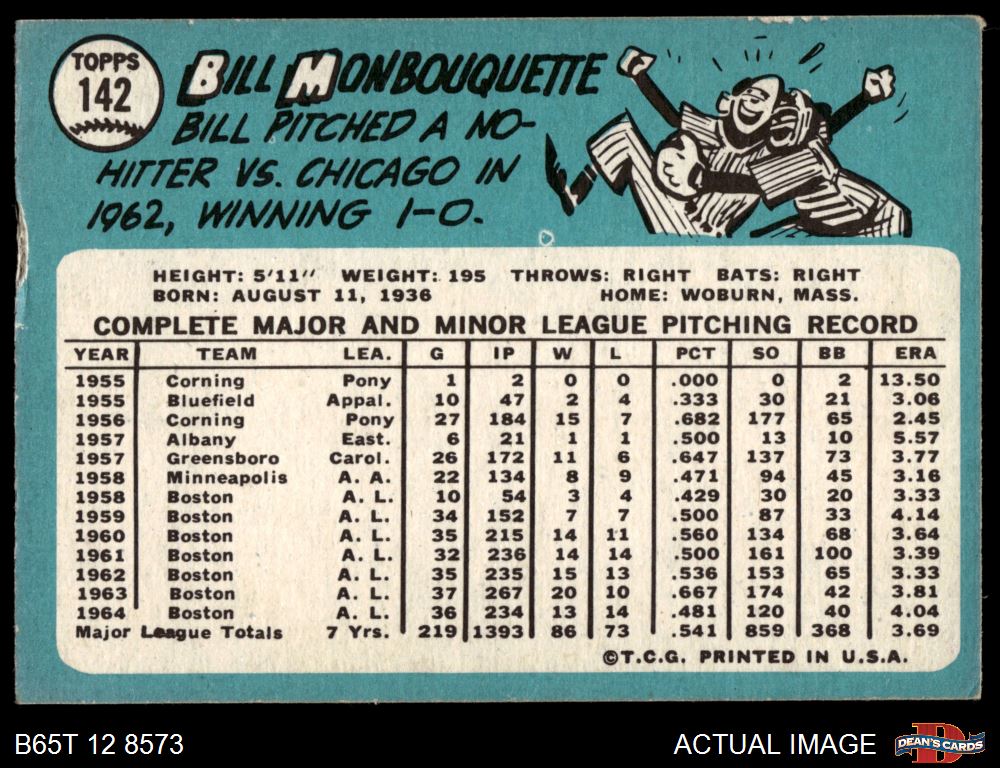 TOPPS
142
BILL MONBOUQUETTE
BILL PITCHED A NO-
HITTER VS. CHICAGO IN
1962, WINNING 1-0.
HEIGHT: 5'11" WEIGHT: 195 THROWS: RIGHT BATS: RIGHT
BORN: AUGUST 11, 1936 HOME: WOBURN, MASS.
COMPLETE MAJOR AND MINOR LEAGUE PITCHING RECORD
YEAR TEAM LEA. G IP W L PCT SO BB ERA
1955 Corning Pony 1 2 0 0 .000 0 2 13.50
1955 Bluefield Appal. 10 47 2 4 .333 30 21 3.06
1956 Corning Pony 27 184 15 7 .682 177 65 2.45
1957 Albany East. 6 21 1 1 .500 13 10 5.57
1957 Greensboro Carol. 26 172 11 6 .647 137 73 3.77
1958 Minneapolis A. A. 22 134 8 9 .471 94 45 3.16
1958 Boston A. L. 10 54 3 4 .429 30 20 3.33
1959 Boston A. L. 34 152 7 7 .500 87 33 4.14
1960 Boston A. L. 35 215 14 11 .560 134 68 3.64
1961 Boston A. L. 32 236 14 14 .500 161 100 3.39
1962 Boston A. L. 35 235 15 13 .536 153 65 3.33
1963 Boston A. L. 37 267 20 10 .667 174 42 3.81
1964 Boston A. L. 36 234 13 14 .481 120 40 4.04
Major League Totals 7 Yrs. 219 1393 86 73 .541 859 368 3.69
©T.C.G. PRINTED IN U.S.A.
B65T 12 8573
ACTUAL IMAGE
D
DEAN'S CARDS